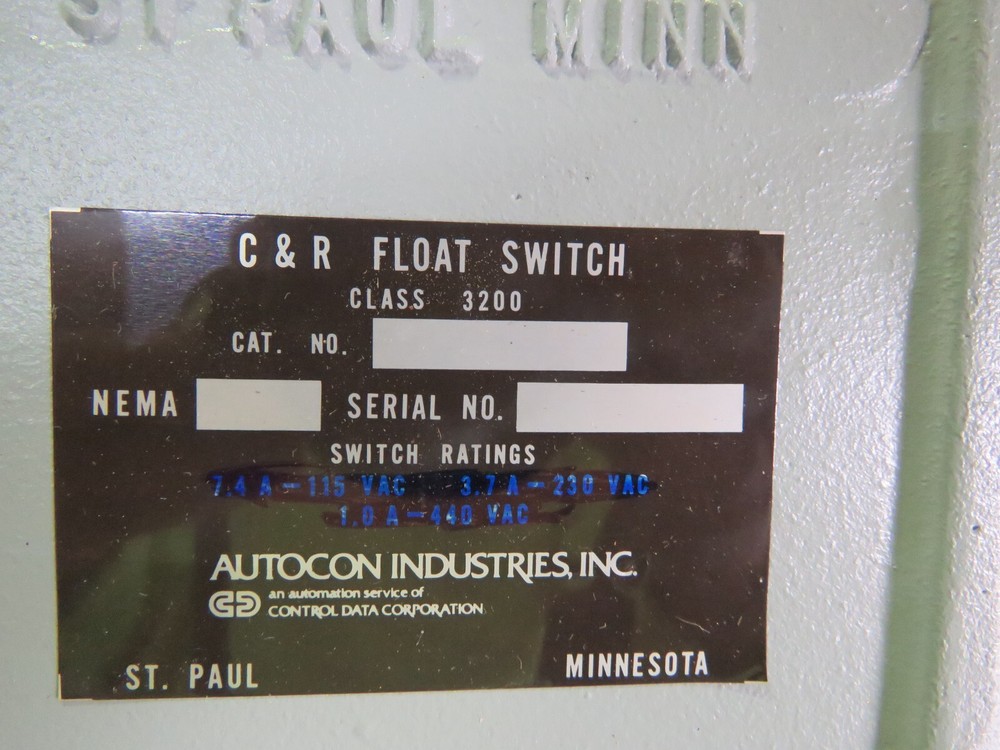 ST PAUL MINN
C & R FLOAT SWITCH
CLASS 3200
CAT. NO.
NEMA SERIAL NO.
SWITCH RATINGS
7.4 A – 115 VAC 3.7 A – 230 VAC
1.0 A – 440 VAC
AUTOCON INDUSTRIES, INC.
an automation service of
CONTROL DATA CORPORATION
ST. PAUL MINNESOTA